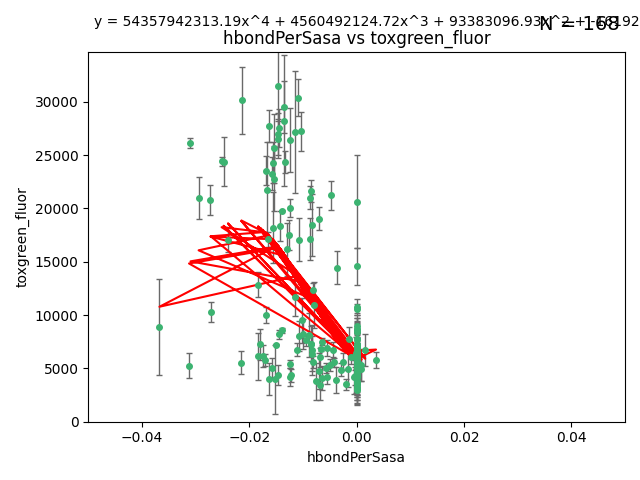 y = 54357942313.19x^4 + 4560492124.72x^3 + 93383096.93x^2 +
N = 168
hbondPerSasa vs toxgreen_fluor
toxgreen_fluor
30000
25000
20000
15000
10000
5000
0
−0.04
−0.02
0.00
0.02
0.04
hbondPerSasa